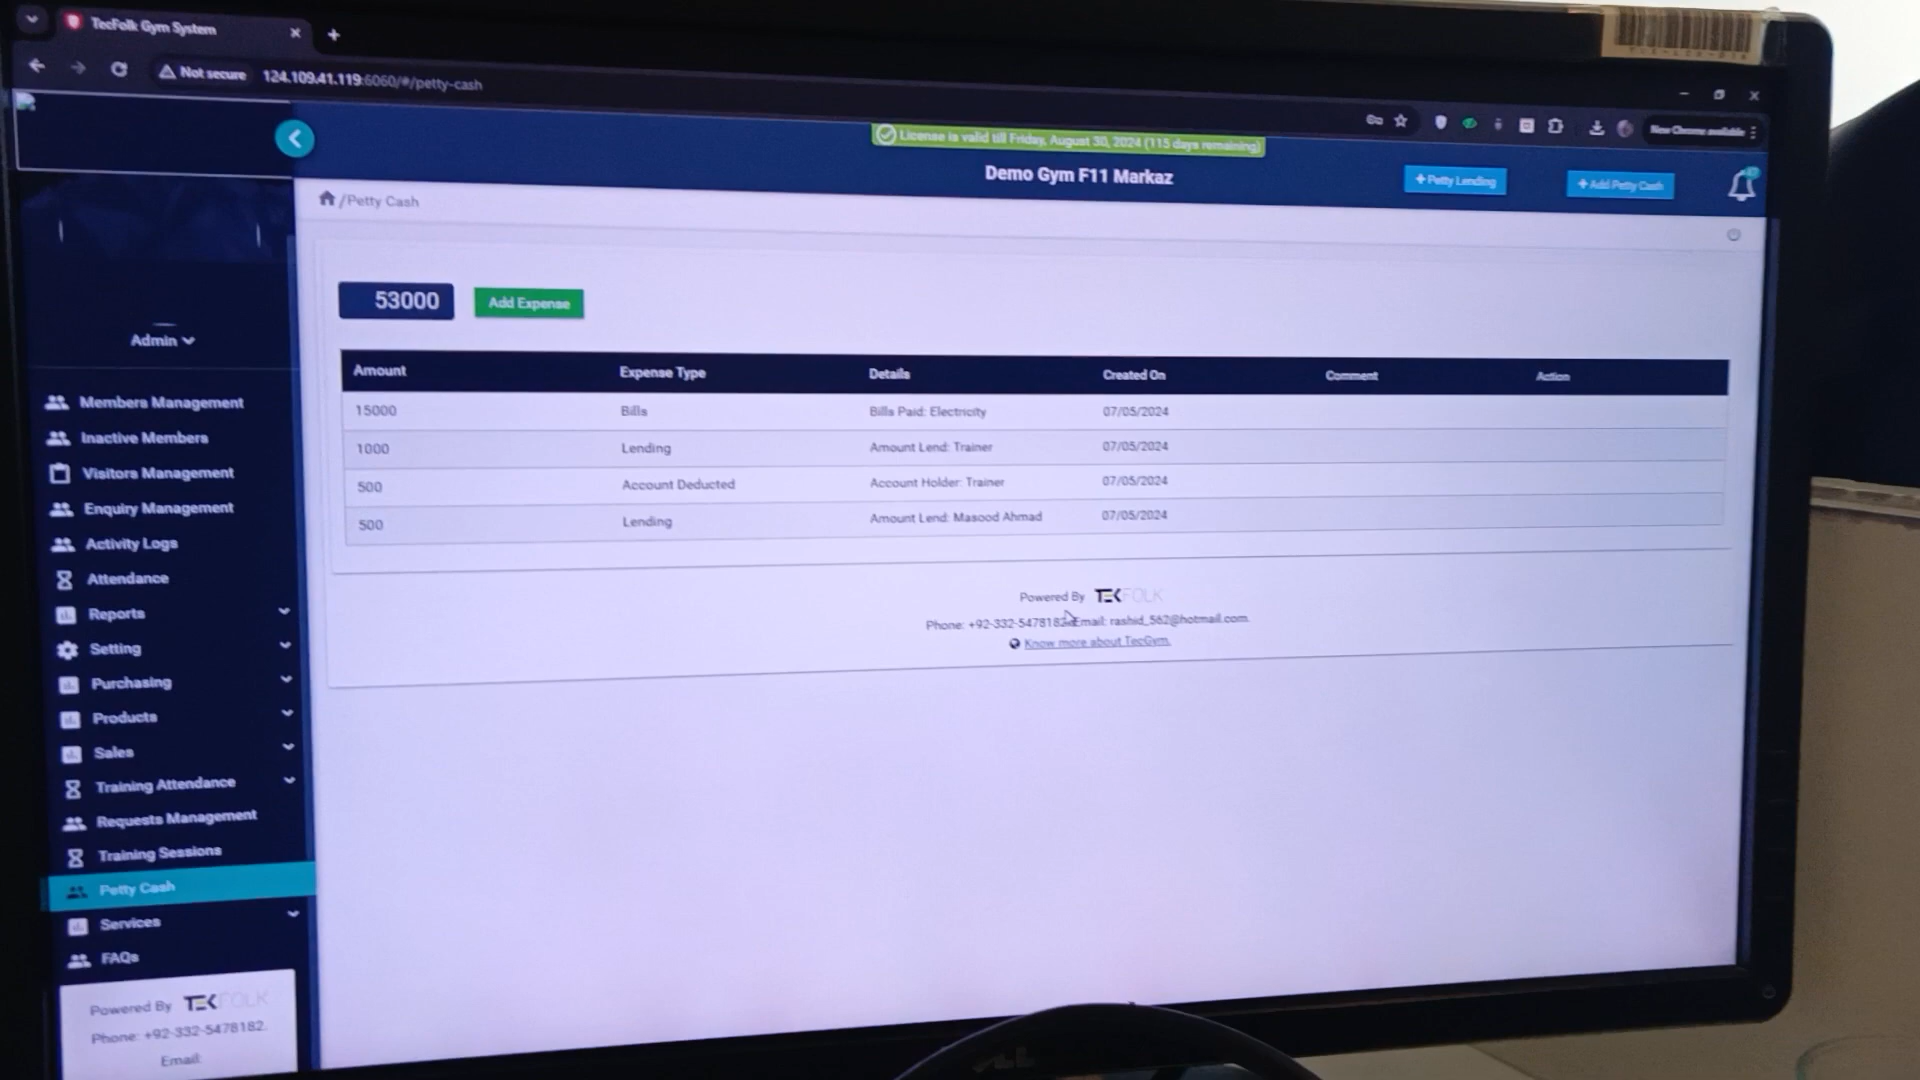 TecFolk Gym System
Not secure 124.109.41.119:6060/#/petty-cash
New Chrome available
License is valid till Friday, August 30, 2024 (115 days remaining)
Demo Gym F11 Markaz
+Petty Lending
+Add Petty Cash
/Petty Cash
53000
Add Expense
Amount Expense Type Details Created On Comment Action
15000 Bills Bills Paid: Electricity 07/05/2024
1000 Lending Amount Lend: Trainer 07/05/2024
500 Account Deducted Account Holder: Trainer 07/05/2024
500 Lending Amount Lend: Masood Ahmad 07/05/2024
Powered By TEKFOLK
Phone: +92-332-5478182 Email: rashid_562@hotmail.com.
Know more about TecGym.
Admin
Members Management
Inactive Members
Visitors Management
Enquiry Management
Activity Logs
Attendance
Reports
Setting
Purchasing
Products
Sales
Training Attendance
Requests Management
Training Sessions
Petty Cash
Services
FAQs
Powered By TEKFOLK
Phone: +92-332-5478182.
Email: